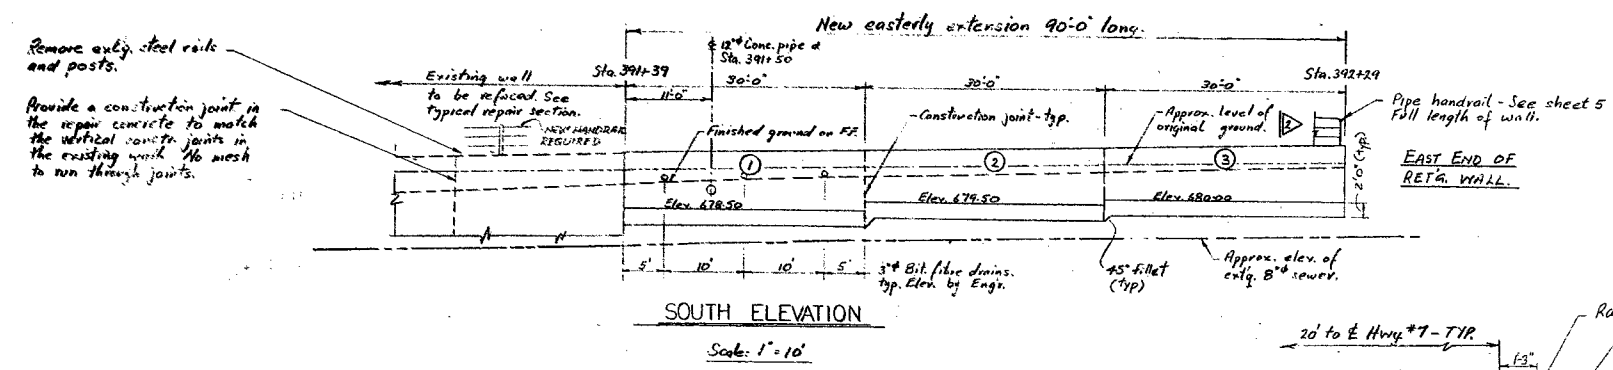 New easterly extension 90'-0" long.
Remove extg. steel rails
and posts.
Provide a construction joint in
the repair concrete to match
the vertical constr. joints in
the existing work. No mesh
to run through joints.
Existing wall
to be refaced. See
typical repair section.
NEW HANDRAIL
REQUIRED
Sta. 391+39
℄ 12"ø Conc. pipe @
Sta. 391+50
30'-0"
30'-0"
30'-0"
11'-0"
Sta. 392+29
Finished ground on F.F.
Construction joint - typ.
Approx. level of
original ground.
2
Pipe handrail - See sheet 5
Full length of wall.
EAST END OF
RET'G. WALL.
1
2
3
2'-0" (typ)
Elev. 678.50
Elev. 679.50
Elev. 680.00
5'
10'
10'
5'
3"ø Bit. fibre drains.
typ. Elev. by Engr.
45° fillet
(typ)
Approx. elev. of
extg. 8"ø sewer.
SOUTH ELEVATION
Scale: 1" = 10'
20' to ℄ Hwy #7 - TYP.
1'-3"
Ra